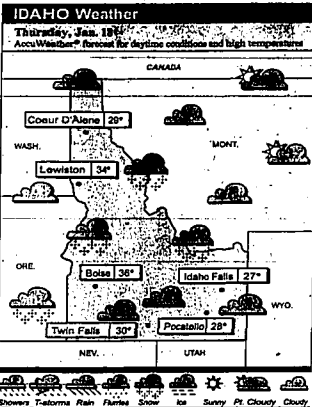 IDAHO Weather
Thursday, Jan. 18
AccuWeather® forecast for daytime conditions and high temperatures
CANADA
Coeur D'Alene 29°
WASH.
MONT.
Lewiston 34°
ORE.
Boise 36°
Idaho Falls 27°
WYO.
Twin Falls 30°
Pocatello 28°
NEV.
UTAH
Showers T-storms Rain Flurries Snow Ice Sunny Pt. Cloudy Cloudy